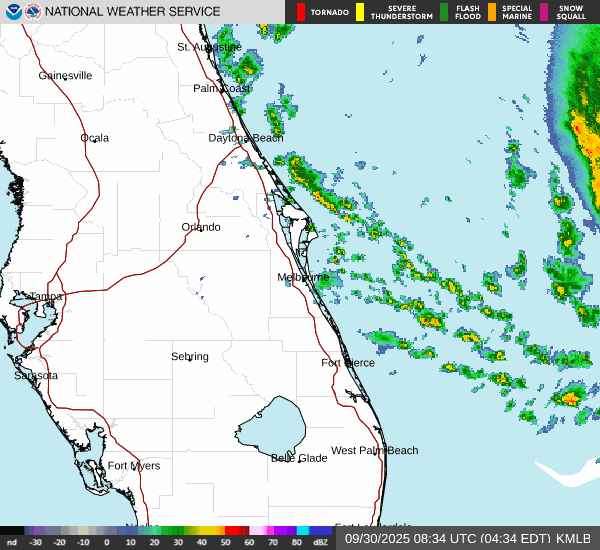 NATIONAL WEATHER SERVICE
TORNADO
SEVERE THUNDERSTORM
FLASH FLOOD
SPECIAL MARINE
SNOW SQUALL
St. Augustine
Gainesville
Palm Coast
Ocala
Daytona Beach
Orlando
Melbourne
Tampa
Sebring
Fort Pierce
Sarasota
West Palm Beach
Belle Glade
Fort Myers
nd -30 -20 -10 0 10 20 30 40 50 60 70 80 dBZ
09/30/2025 08:34 UTC (04:34 EDT) KMLB